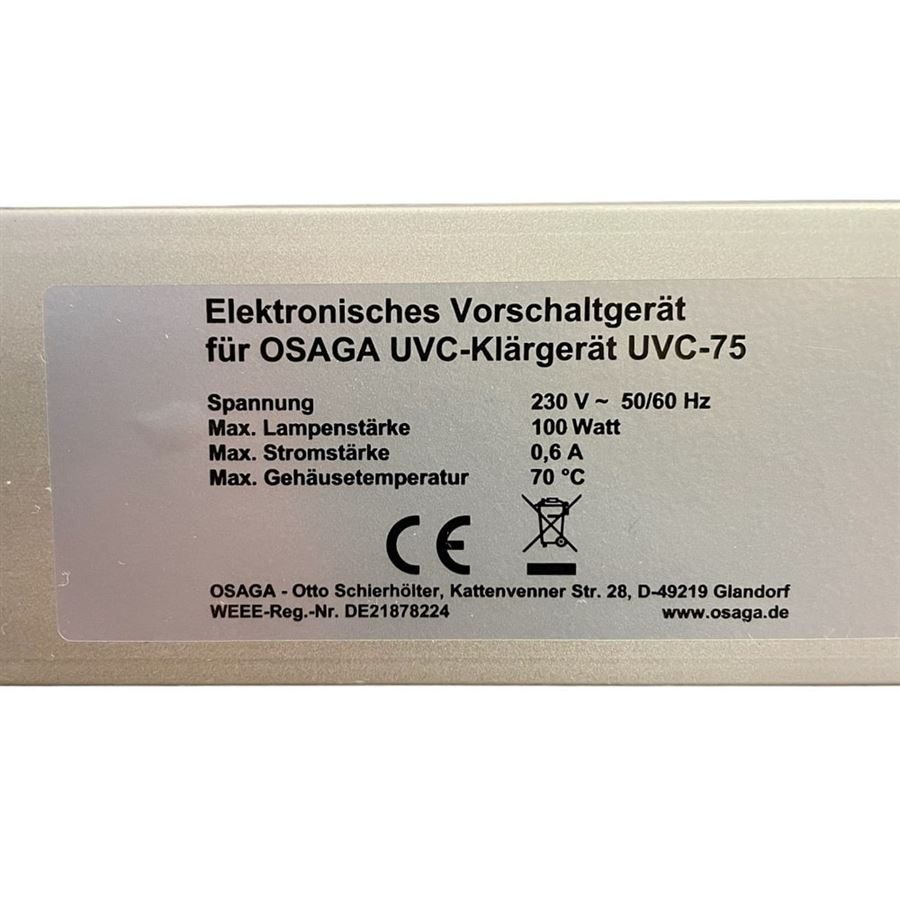 Elektronisches Vorschaltgerät
für OSAGA UVC-Klärgerät UVC-75
Spannung 230 V ~ 50/60 Hz
Max. Lampenstärke 100 Watt
Max. Stromstärke 0,6 A
Max. Gehäusetemperatur 70 °C
CE
OSAGA - Otto Schierhölter, Kattenvenner Str. 28, D-49219 Glandorf
WEEE-Reg.-Nr. DE21878224 www.osaga.de